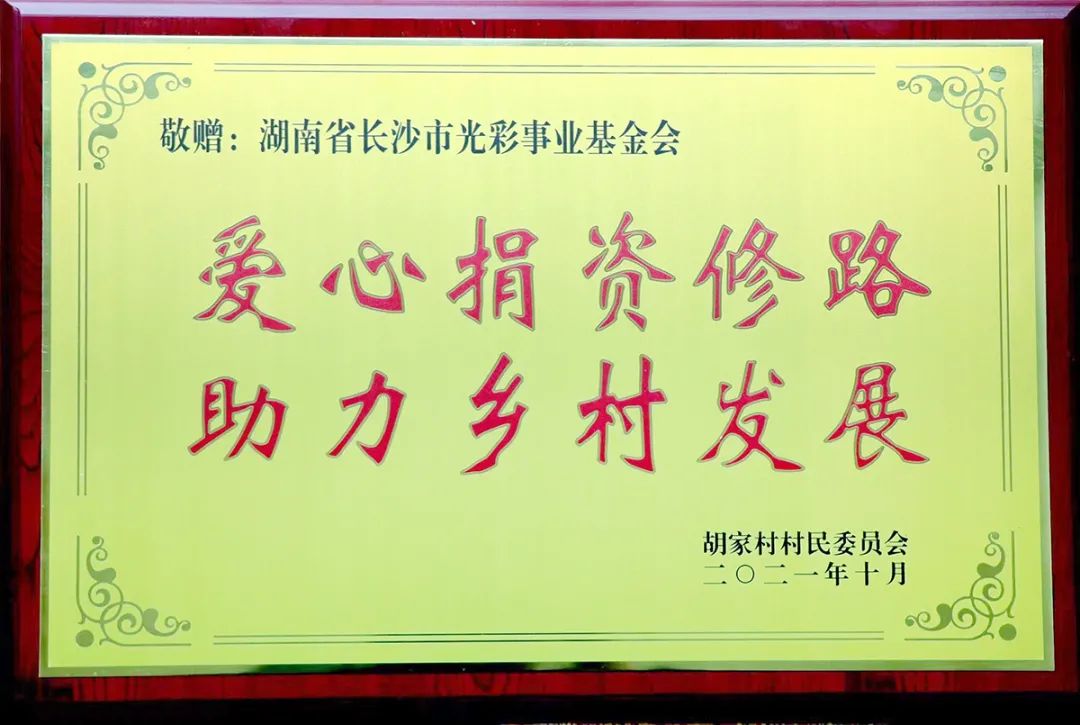 敬赠：湖南省长沙市光彩事业基金会
爱心捐资修路
助力乡村发展
胡家村村民委员会
二〇二一年十月